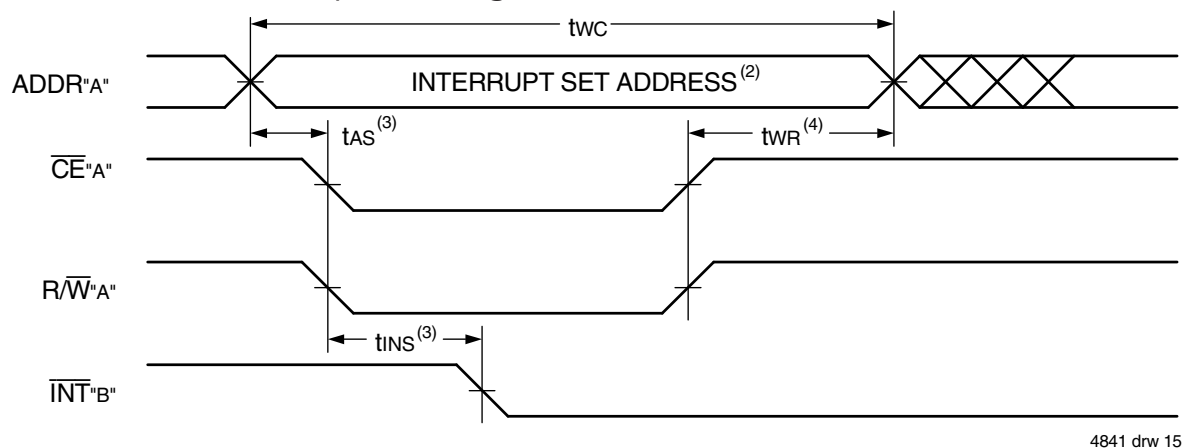 tWC
ADDR"A"
INTERRUPT SET ADDRESS(2)
tAS(3)
tWR(4)
CE"A"
R/W"A"
tINS(3)
INT"B"
4841 drw 15